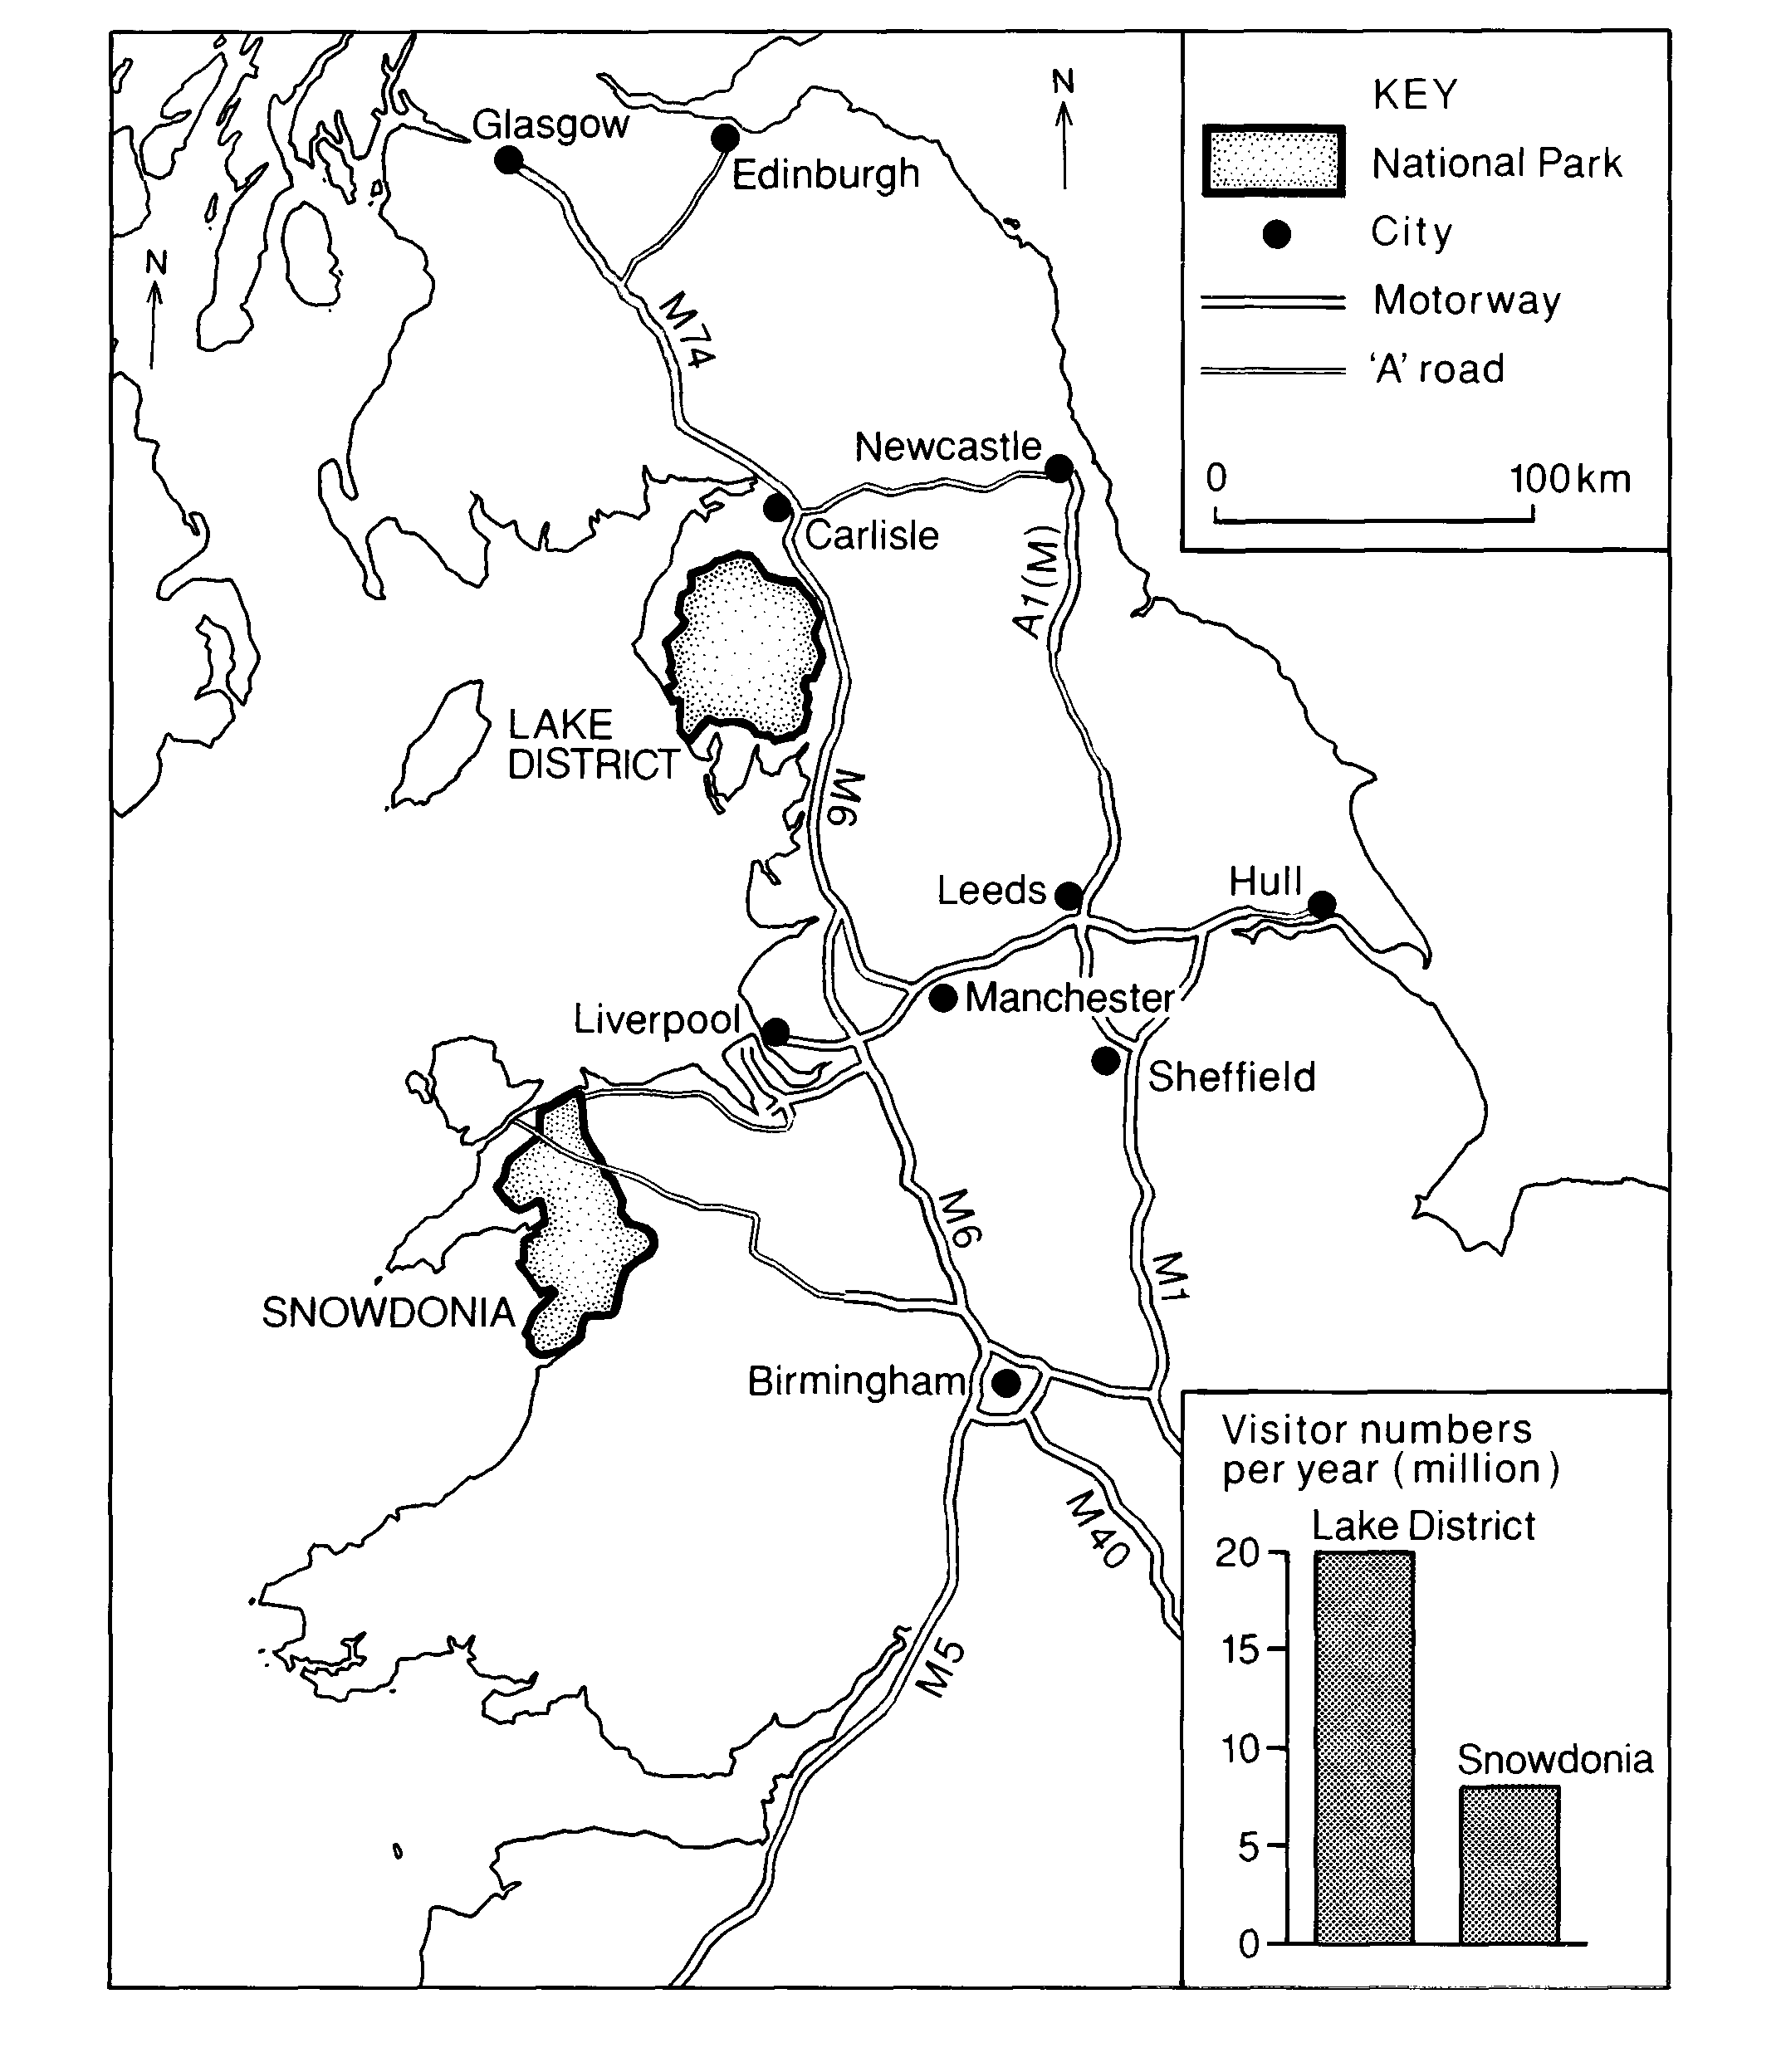 Glasgow
Edinburgh
N
N
M74
Newcastle
Carlisle
A1(M)
LAKE
DISTRICT
M6
Leeds
Hull
Manchester
Liverpool
Sheffield
M6
M1
SNOWDONIA
Birmingham
M40
M5
KEY
National Park
City
Motorway
‘A’ road
0 100 km
Visitor numbers
per year (million)
Lake District
20
15
10
Snowdonia
5
0